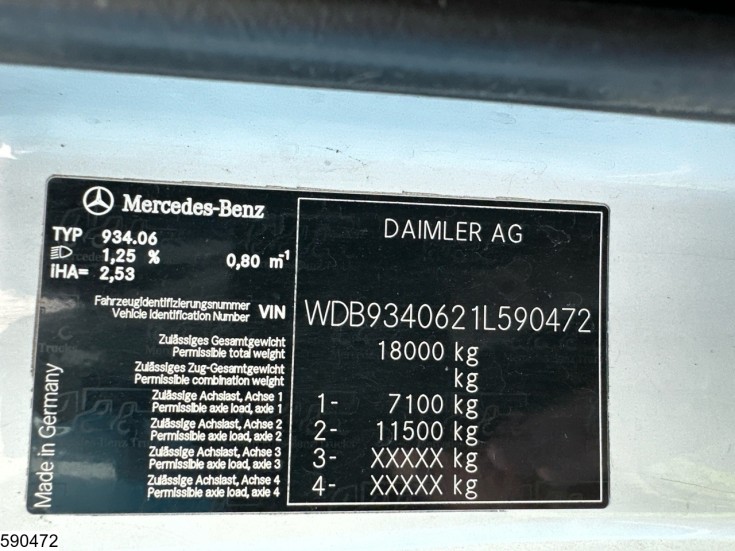 Mercedes-Benz
DAIMLER AG
TYP 934.06
1,25 % 0,80 m-1
iHA= 2,53
Fahrzeugidentifizierungsnummer
Vehicle Identification Number VIN WDB9340621L590472
Zulässiges Gesamtgewicht
Permissible total weight 18000 kg
Zulässiges Zug-Gesamtgewicht
Permissible combination weight kg
Zulässige Achslast, Achse 1
Permissible axle load, axle 1 1- 7100 kg
Zulässige Achslast, Achse 2
Permissible axle load, axle 2 2- 11500 kg
Zulässige Achslast, Achse 3
Permissible axle load, axle 3 3- XXXXX kg
Zulässige Achslast, Achse 4
Permissible axle load, axle 4 4- XXXXX kg
Made in Germany
590472